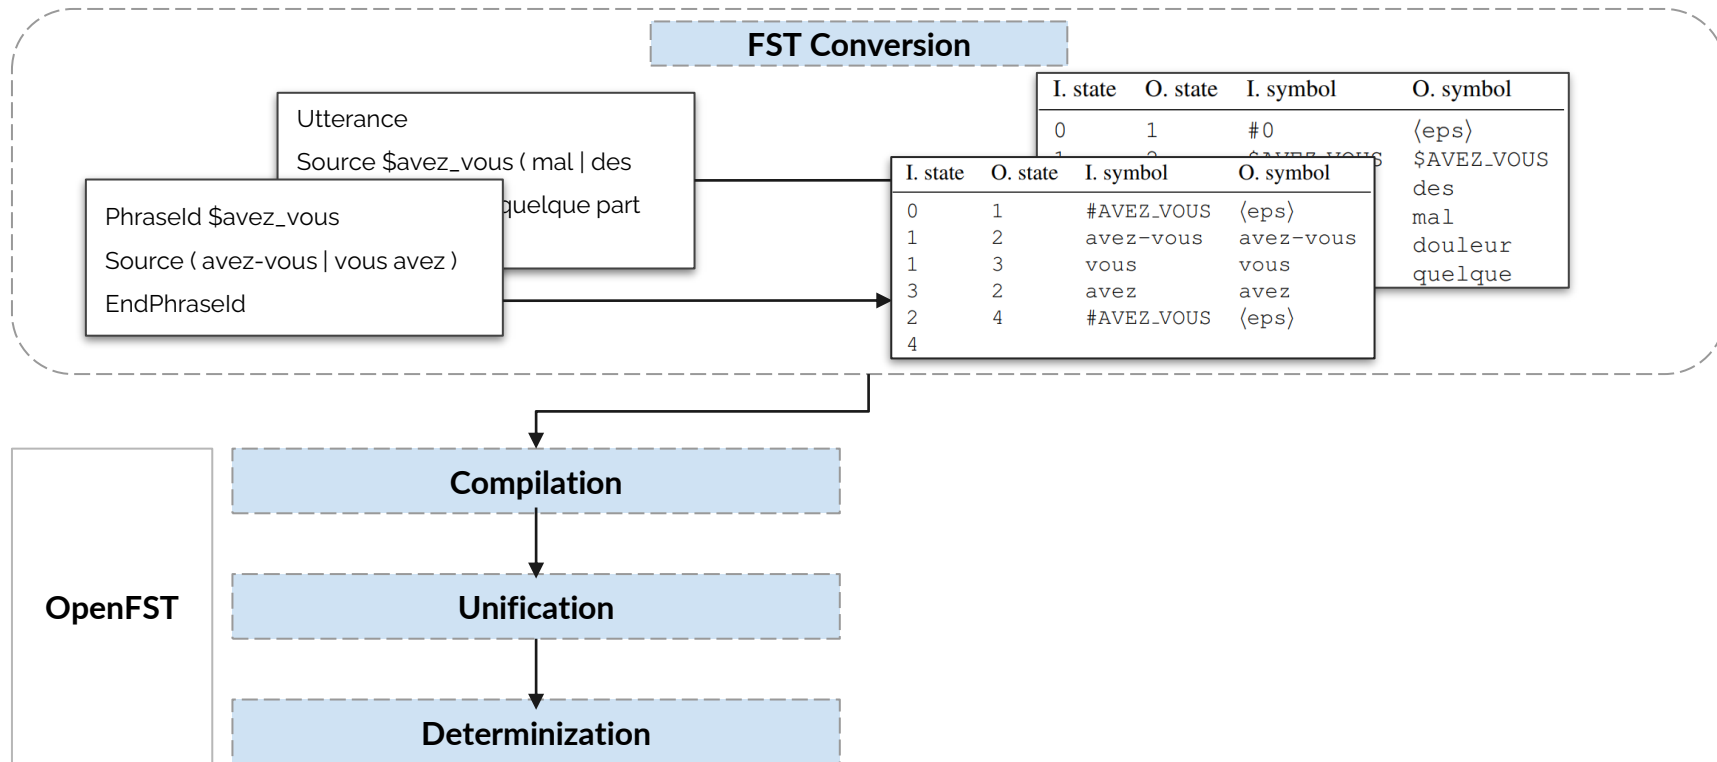 FST Conversion
Utterance
Source $avez_vous ( mal | des
quelque part
PhraseId $avez_vous
Source ( avez-vous | vous avez )
EndPhraseId
I. state O. state I. symbol O. symbol
0 1 #0 ⟨eps⟩
$AVEZ_VOUS $AVEZ_VOUS
des
mal
douleur
quelque
I. state O. state I. symbol O. symbol
0 1 #AVEZ_VOUS ⟨eps⟩
1 2 avez-vous avez-vous
1 3 vous vous
3 2 avez avez
2 4 #AVEZ_VOUS ⟨eps⟩
4
OpenFST
Compilation
Unification
Determinization